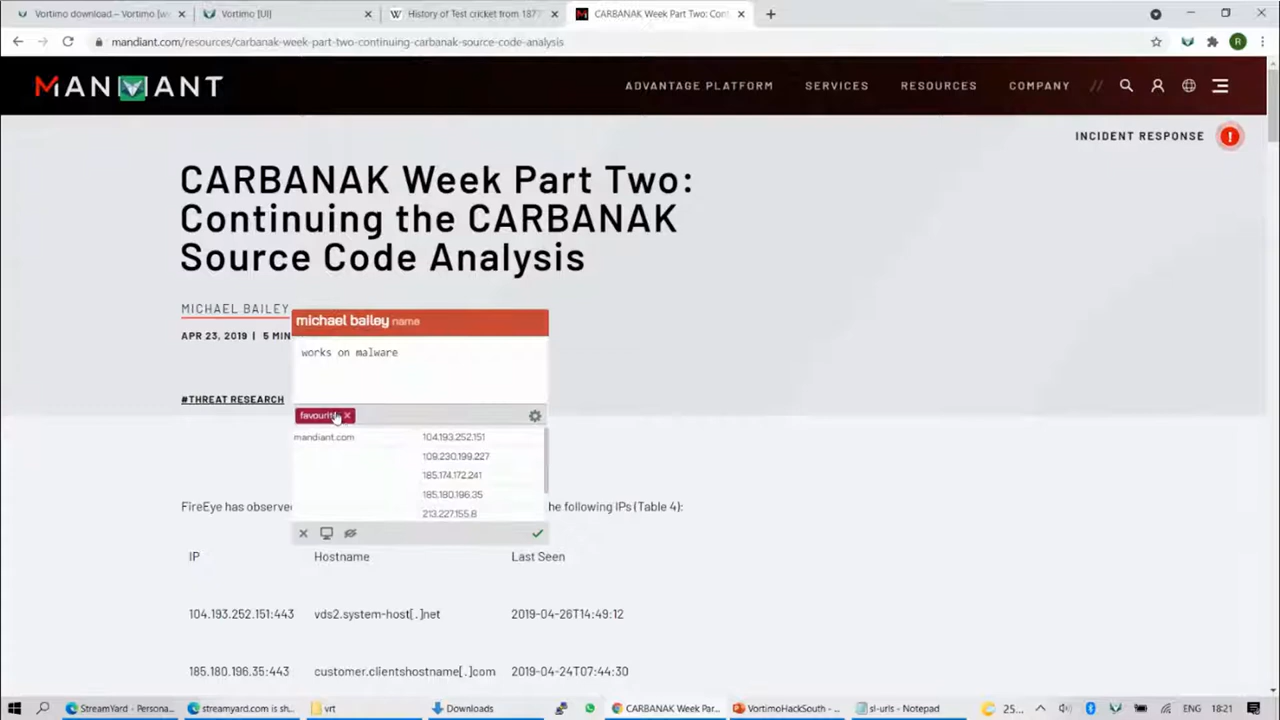 Vortimo download – Vortimo [w
Vortimo [UI]
History of Test cricket from 187
CARBANAK Week Part Two: Cont
mandiant.com/resources/carbanak-week-part-two-continuing-carbanak-source-code-analysis
R
MANDIANT
ADVANTAGE PLATFORM
SERVICES
RESOURCES
COMPANY
//
INCIDENT RESPONSE
!
CARBANAK Week Part Two:
Continuing the CARBANAK
Source Code Analysis
MICHAEL BAILEY
michael bailey name
APR 23, 2019 | 5 MIN
works on malware
#THREAT RESEARCH
mandiant.com
104.193.252.151
109.230.199.227
185.174.172.241
185.180.196.35
213.227.155.8
FireEye has observe
he following IPs (Table 4):
IP Hostname Last Seen
104.193.252.151:443 vds2.system-host[.]net 2019-04-26T14:49:12
185.180.196.35:443 customer.clientshostname[.]com 2019-04-24T07:44:30
StreamYard - Persona...
streamyard.com is sh...
vrt
Downloads
CARBANAK Week Par...
VortimoHackSouth - ...
sl-urls - Notepad
25...
ENG
18:21